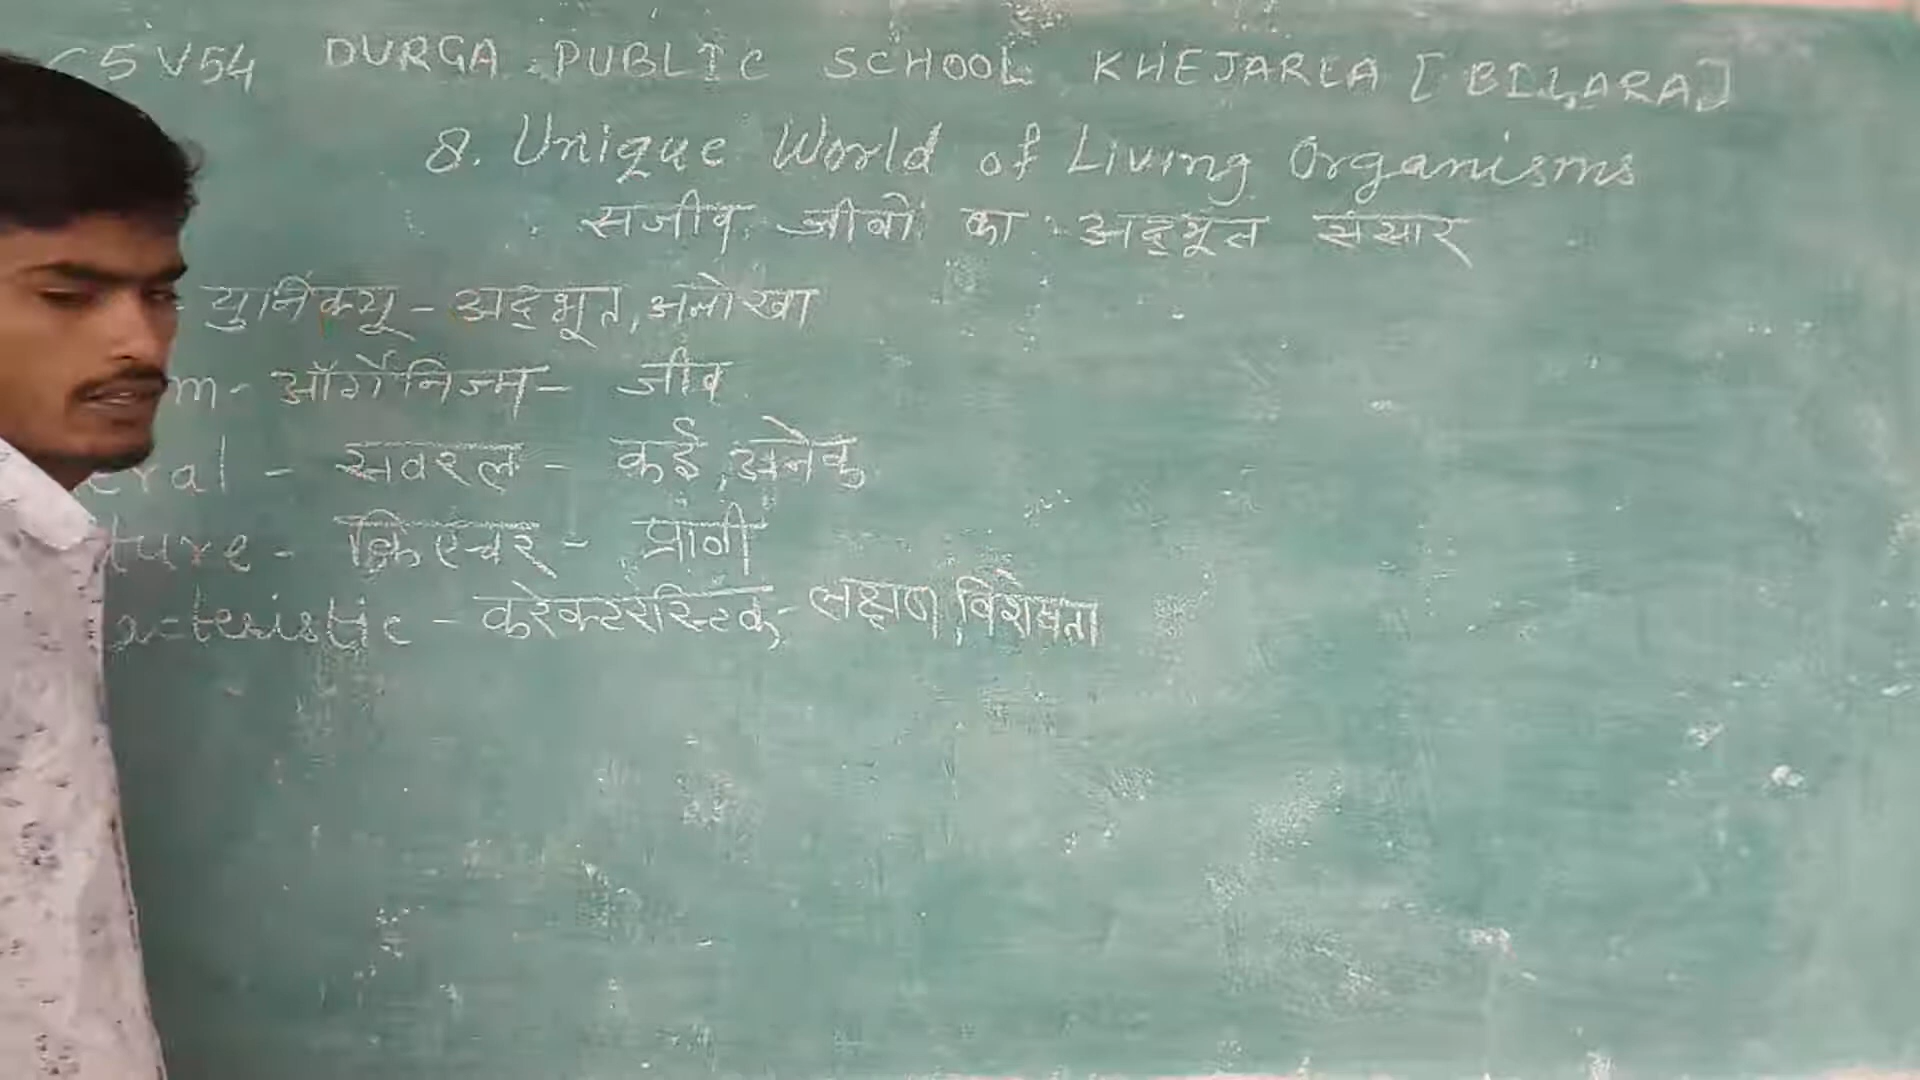 C5V54 DURGA PUBLIC SCHOOL KHEJARLA [BILARA]
8. Unique World of Living Organisms
सजीव जीवों का अद्भूत संसार
- युनिक्यू - अद्भूत, अनोखा
m - ऑर्गेनिज्म - जीव
eral - सवरल - कई, अनेक
ture - क्रिएचर - प्राणी
acteristic - करेक्टरस्टिक - लक्षण, विशेषता